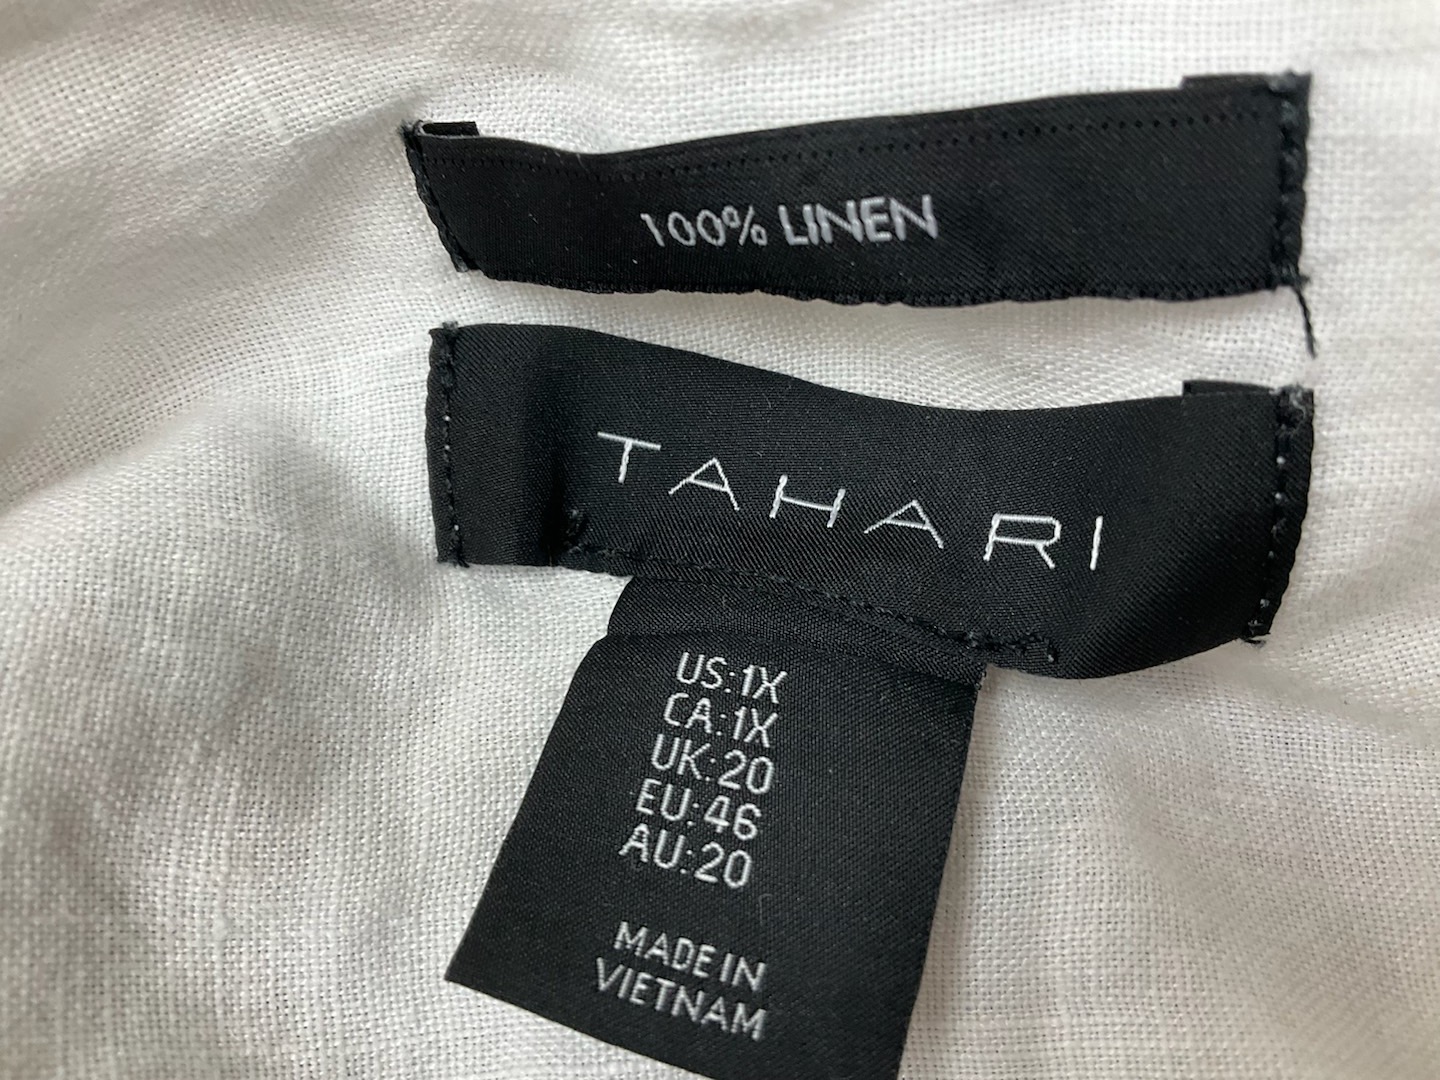 100% LINEN
TAHARI
US:1X
CA:1X
UK:20
EU:46
AU:20
MADE IN
VIETNAM